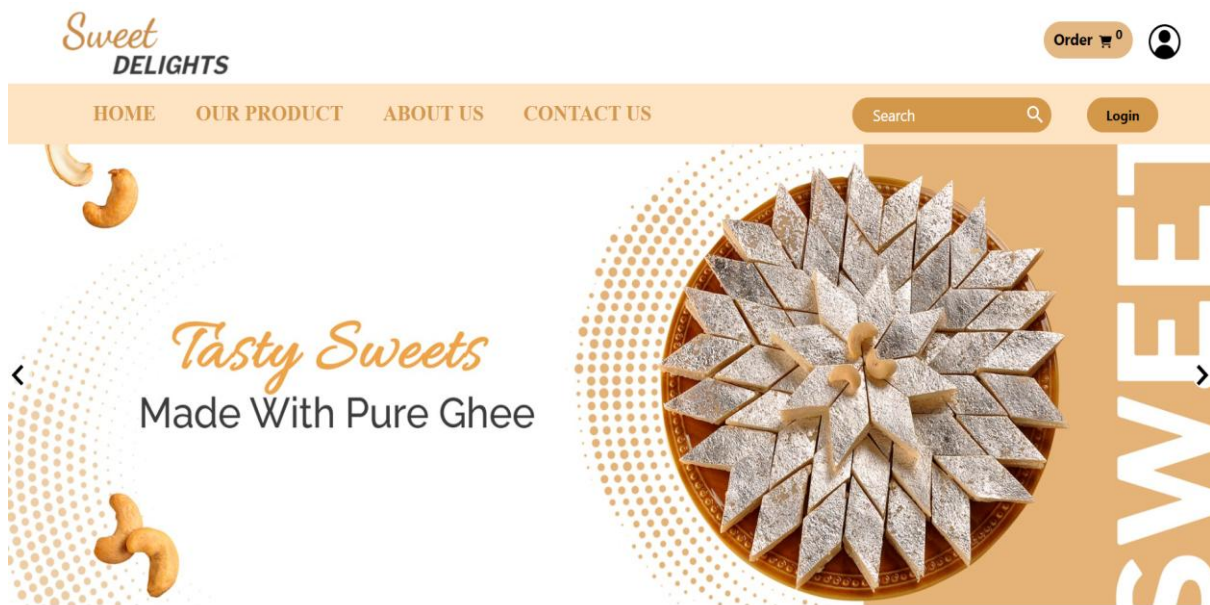 Sweet
DELIGHTS
Order 0
HOME OUR PRODUCT ABOUT US CONTACT US
Search
Login
Tasty Sweets
Made With Pure Ghee
SWEET